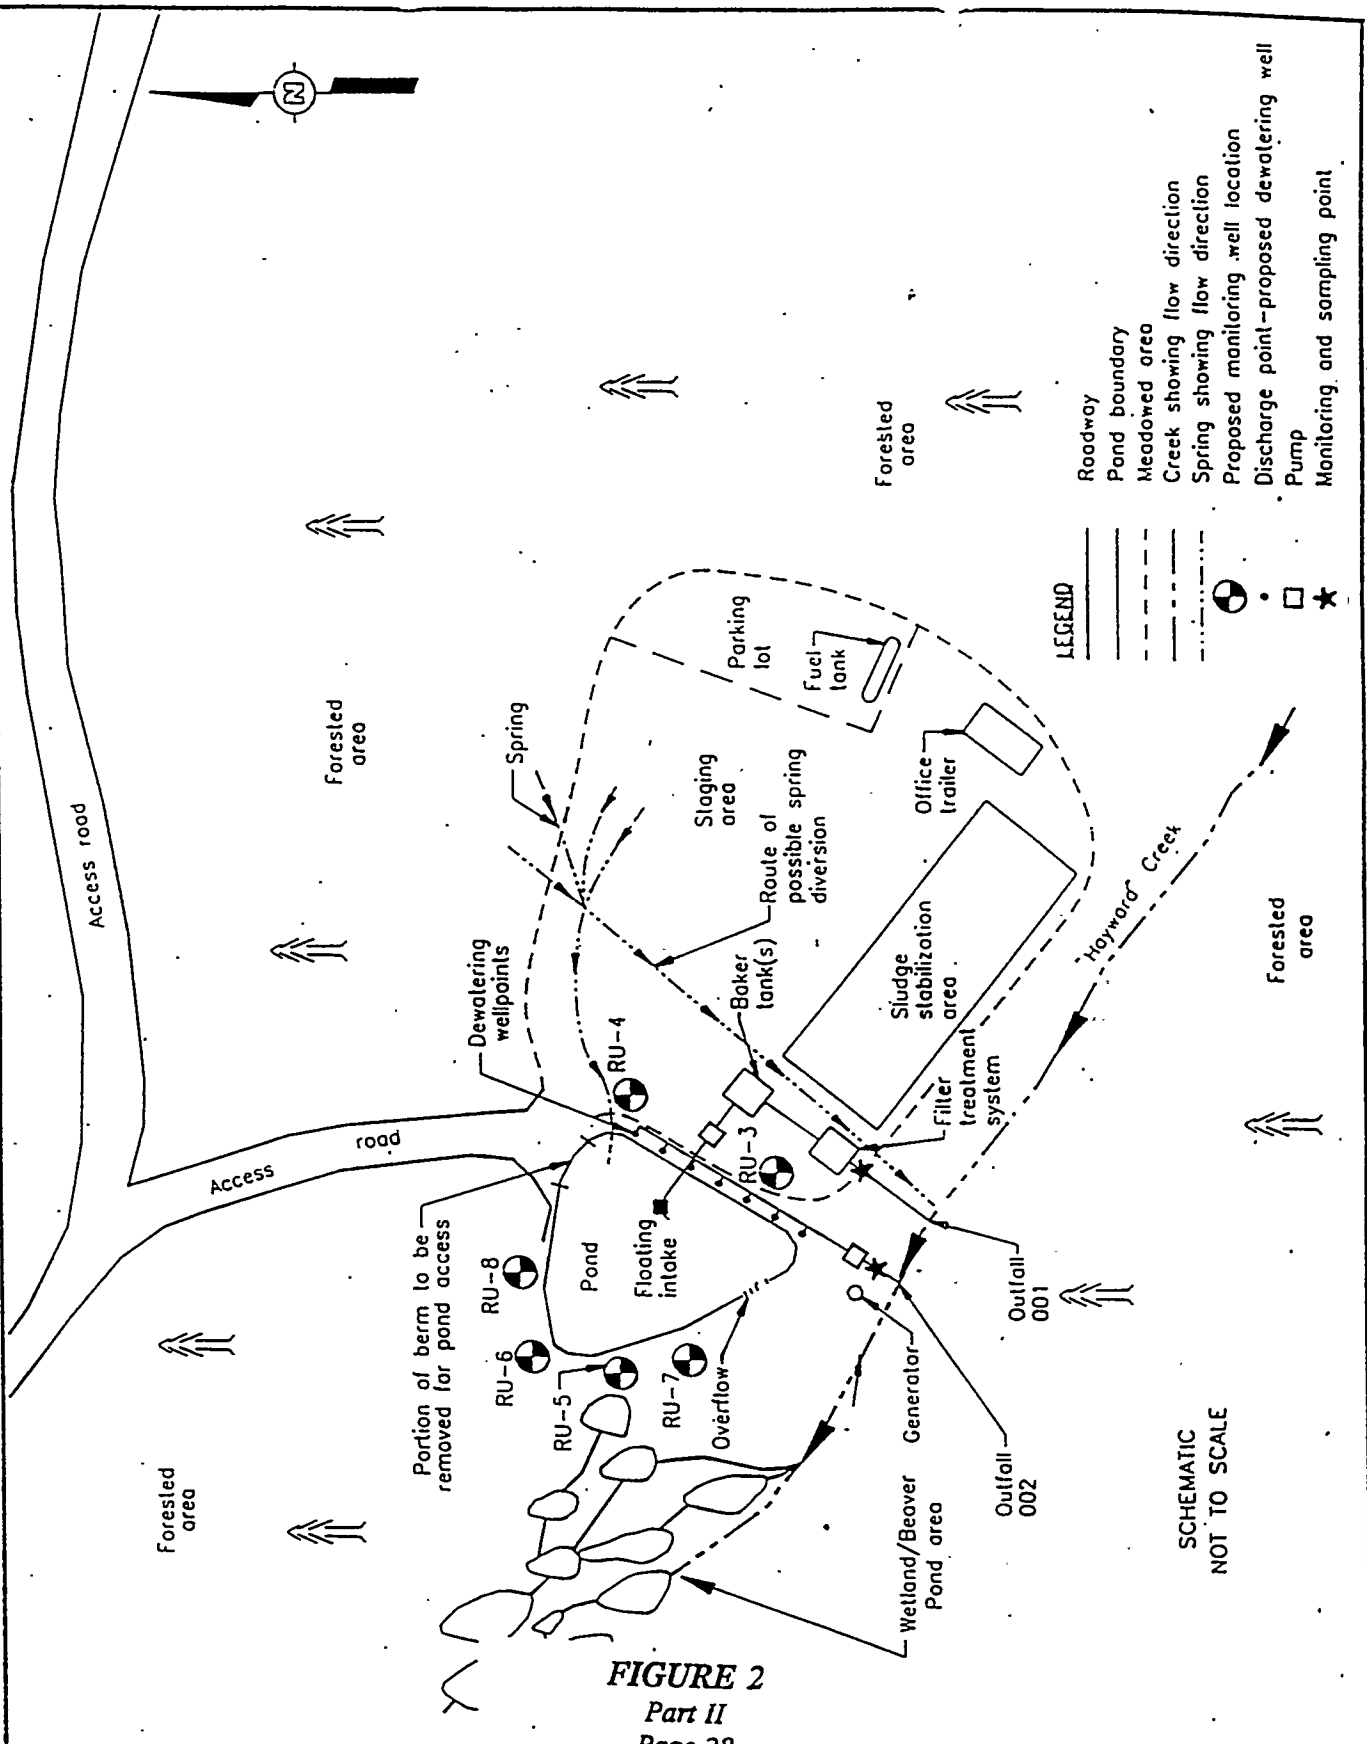 N
Access road
Access road
Forested
area
Forested
area
Forested
area
Forested
area
Portion of berm to be
removed for pond access
Dewatering
wellpoints
Spring
RU-8
RU-6
RU-5
RU-7
RU-4
RU-3
Pond
Floating
intake
Overflow
Staging
area
Parking
lot
Fuel
tank
Route of
possible spring
diversion
Baker
tank(s)
Office
trailer
Sludge
stabilization
area
Filter
treatment
system
Hayward Creek
Generator
Wetland/Beaver
Pond area
Outfall
001
Outfall
002
LEGEND
Roadway
Pond boundary
Meadowed area
Creek showing flow direction
Spring showing flow direction
Proposed monitoring well location
Discharge point-proposed dewatering well
Pump
Monitoring and sampling point
SCHEMATIC
NOT TO SCALE
FIGURE 2
Part II